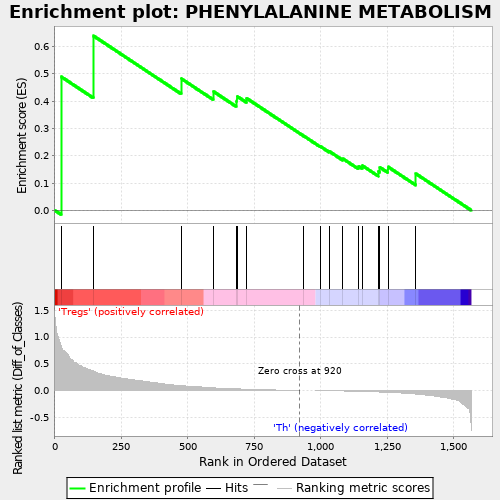 Enrichment plot: PHENYLALANINE METABOLISM
Enrichment score (ES)
0.6
0.5
0.4
0.3
0.2
0.1
0.0
'Tregs' (positively correlated)
Ranked list metric (Diff_of_Classes)
1.5
1.0
0.5
0.0
-0.5
Zero cross at 920
'Th' (negatively correlated)
0 250 500 750 1,000 1,250 1,500
Rank in Ordered Dataset
Enrichment profile Hits Ranking metric scores